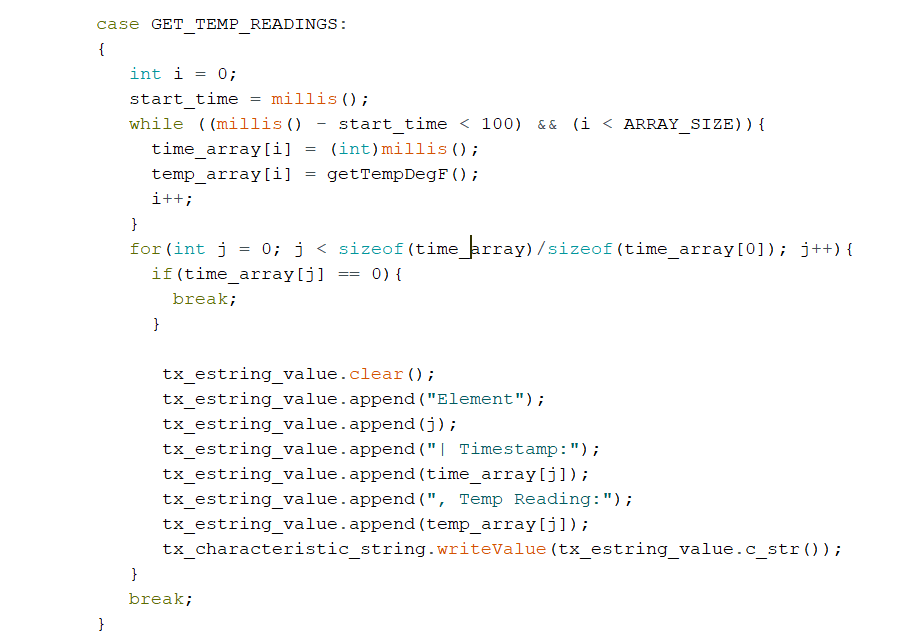 case GET_TEMP_READINGS:
{
int i = 0;
start_time = millis();
while ((millis() - start_time < 100) && (i < ARRAY_SIZE)){
time_array[i] = (int)millis();
temp_array[i] = getTempDegF();
i++;
}
for(int j = 0; j < sizeof(time_array)/sizeof(time_array[0]); j++){
if(time_array[j] == 0){
break;
}
tx_estring_value.clear();
tx_estring_value.append("Element");
tx_estring_value.append(j);
tx_estring_value.append("| Timestamp:");
tx_estring_value.append(time_array[j]);
tx_estring_value.append(", Temp Reading:");
tx_estring_value.append(temp_array[j]);
tx_characteristic_string.writeValue(tx_estring_value.c_str());
}
break;
}